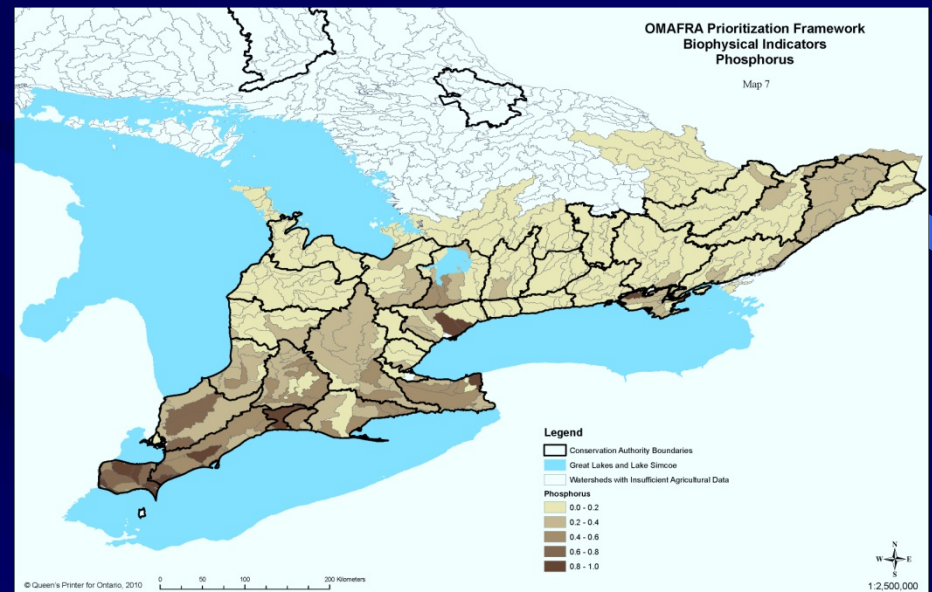 OMAFRA Prioritization Framework
Biophysical Indicators
Phosphorus
Map 7
Legend
Conservation Authority Boundaries
Great Lakes and Lake Simcoe
Watersheds with Insufficient Agricultural Data
Phosphorus
0.0 - 0.2
0.2 - 0.4
0.4 - 0.6
0.6 - 0.8
0.8 - 1.0
N
W E
S
© Queen's Printer for Ontario, 2010
0 50 100 200 Kilometers
1:2,500,000